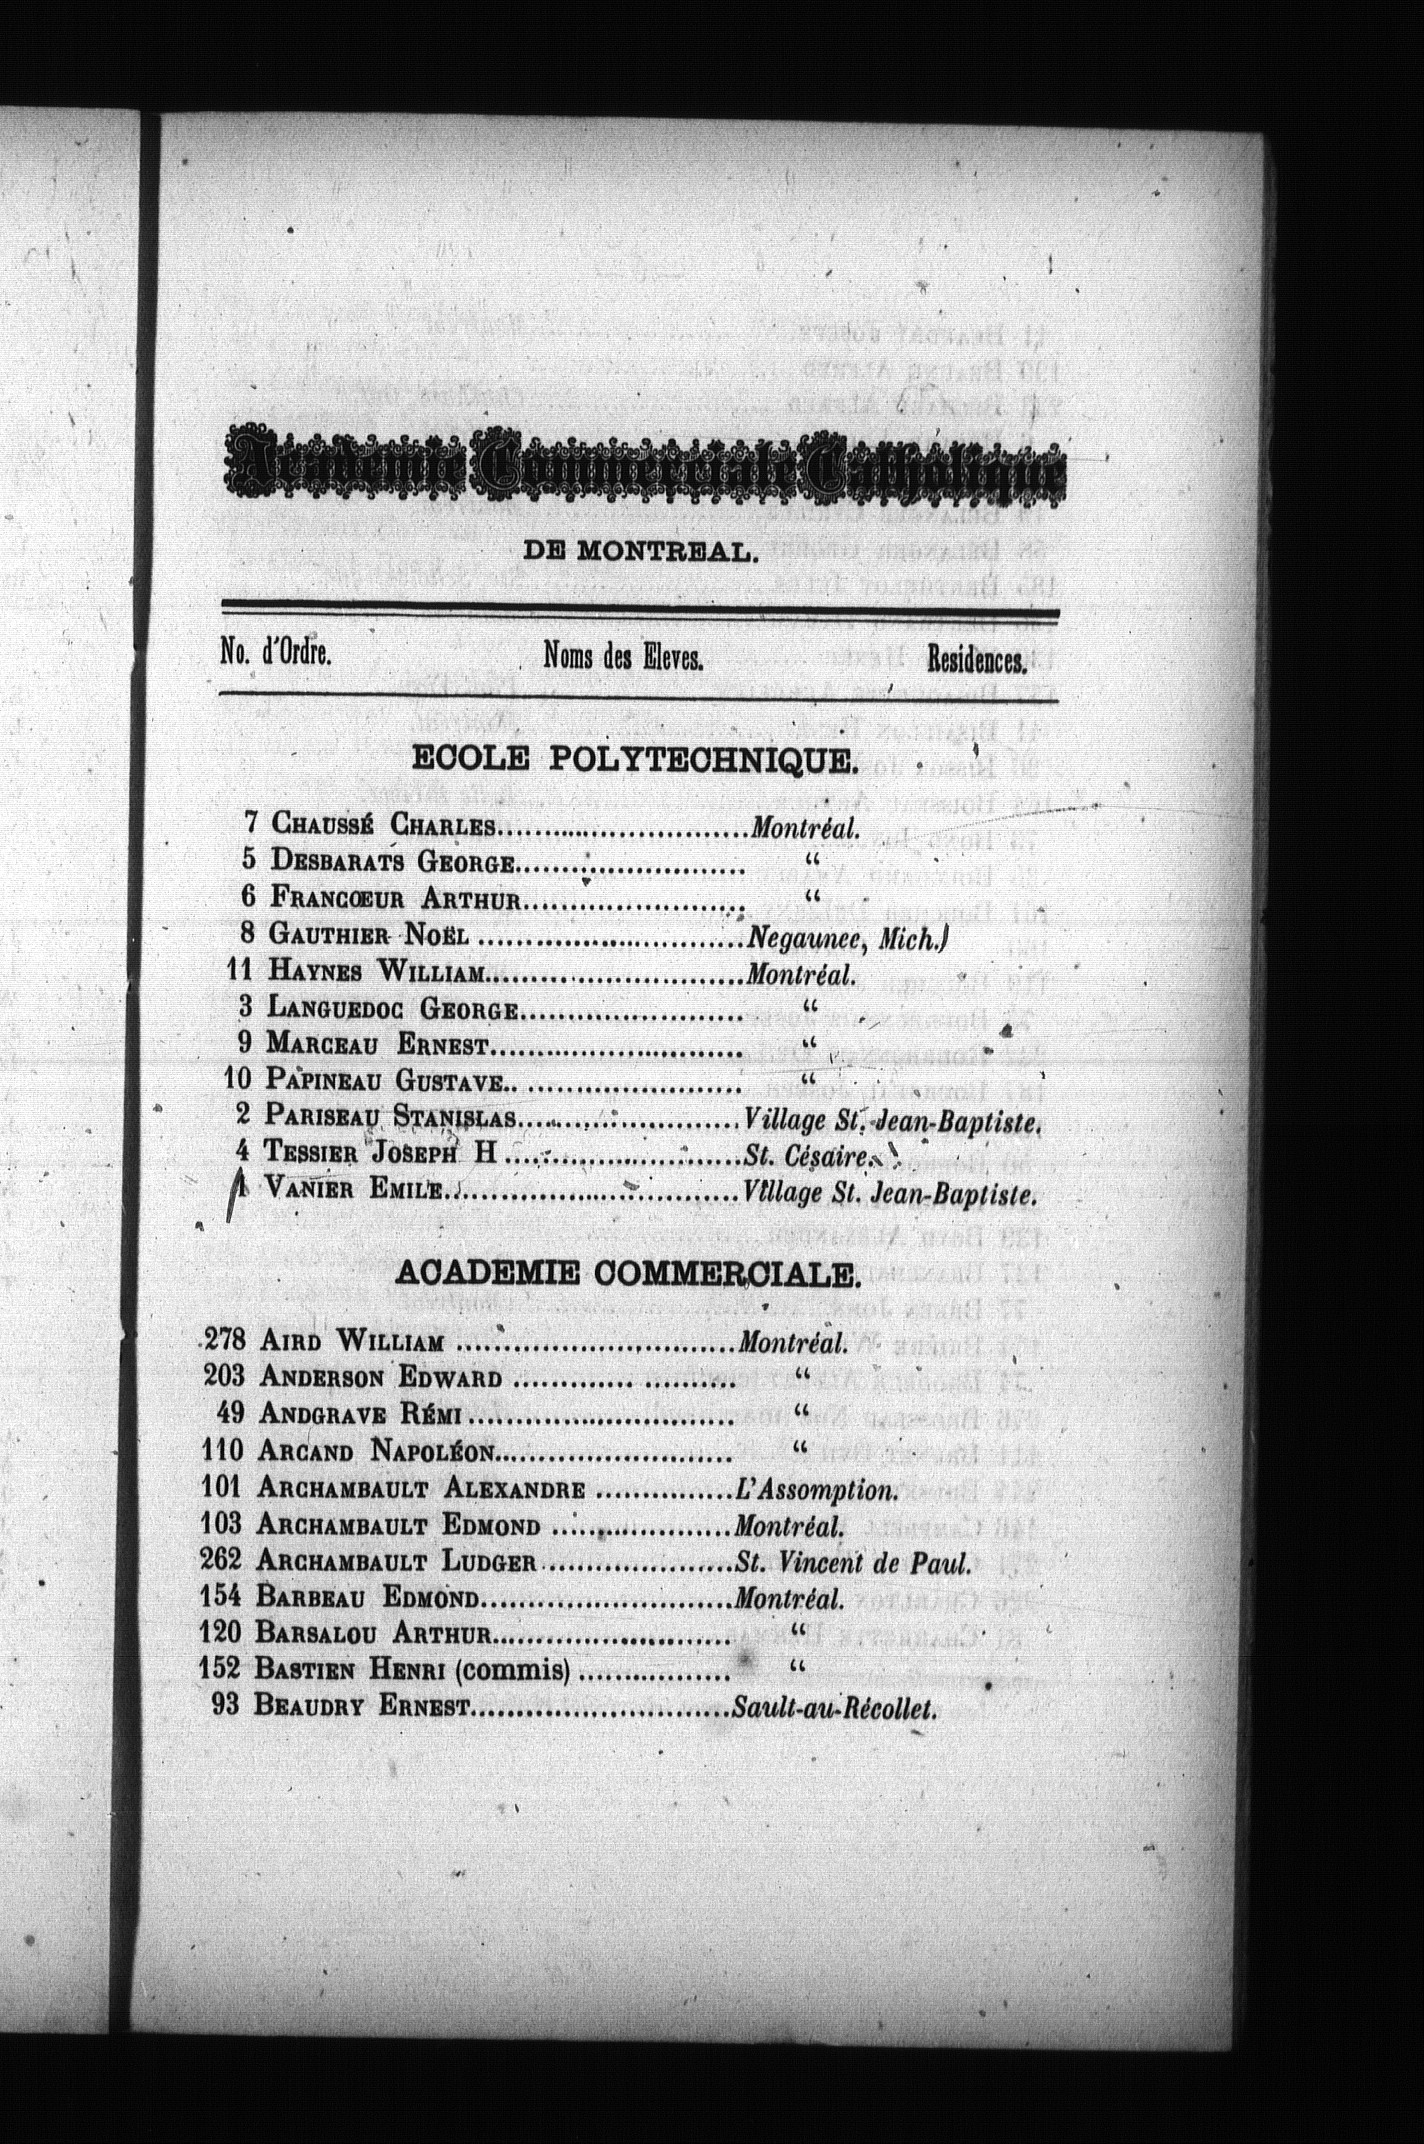 Academie Commerciale Catholique
DE MONTREAL.
No. d'Ordre. Noms des Eleves. Residences.
ECOLE POLYTECHNIQUE.
7 CHAUSSÉ CHARLES..............................Montréal.
5 DESBARATS GEORGE......................... “
6 FRANCŒUR ARTHUR........................ “
8 GAUTHIER NOËL ..............................Negaunee, Mich.)
11 HAYNES WILLIAM..............................Montréal.
3 LANGUEDOC GEORGE........................ “
9 MARCEAU ERNEST............................ “
10 PAPINEAU GUSTAVE.. ........................ “
2 PARISEAU STANISLAS........................Village St. Jean-Baptiste.
4 TESSIER JOSEPH H ..........................St. Césaire.
1 VANIER EMILE................................Village St. Jean-Baptiste.
ACADEMIE COMMERCIALE.
278 AIRD WILLIAM ..............................Montréal.
203 ANDERSON EDWARD ............. ........... “
49 ANDGRAVE RÉMI ............................. “
110 ARCAND NAPOLÉON.......................... “
101 ARCHAMBAULT ALEXANDRE ...............L'Assomption.
103 ARCHAMBAULT EDMOND ....................Montréal.
262 ARCHAMBAULT LUDGER.....................St. Vincent de Paul.
154 BARBEAU EDMOND............................Montréal.
120 BARSALOU ARTHUR.......................... “
152 BASTIEN HENRI (commis) ................. “
93 BEAUDRY ERNEST............................Sault-au-Récollet.